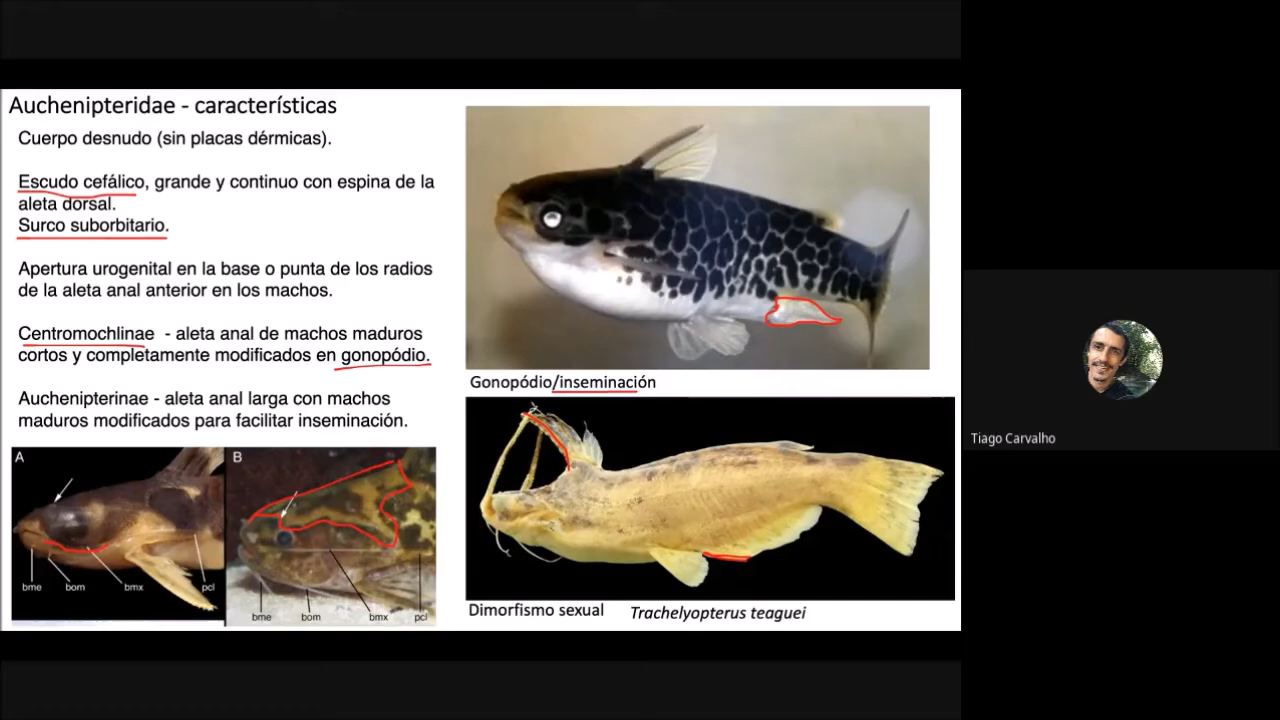 Auchenipteridae - características
Cuerpo desnudo (sin placas dérmicas).
Escudo cefálico, grande y continuo con espina de la
aleta dorsal.
Surco suborbitario.
Apertura urogenital en la base o punta de los radios
de la aleta anal anterior en los machos.
Centromochlinae - aleta anal de machos maduros
cortos y completamente modificados en gonopódio.
Auchenipterinae - aleta anal larga con machos
maduros modificados para facilitar inseminación.
A
bme bom bmx pcl
B
bme bom bmx pcl
Gonopódio/inseminación
Dimorfismo sexual Trachelyopterus teaguei
Tiago Carvalho